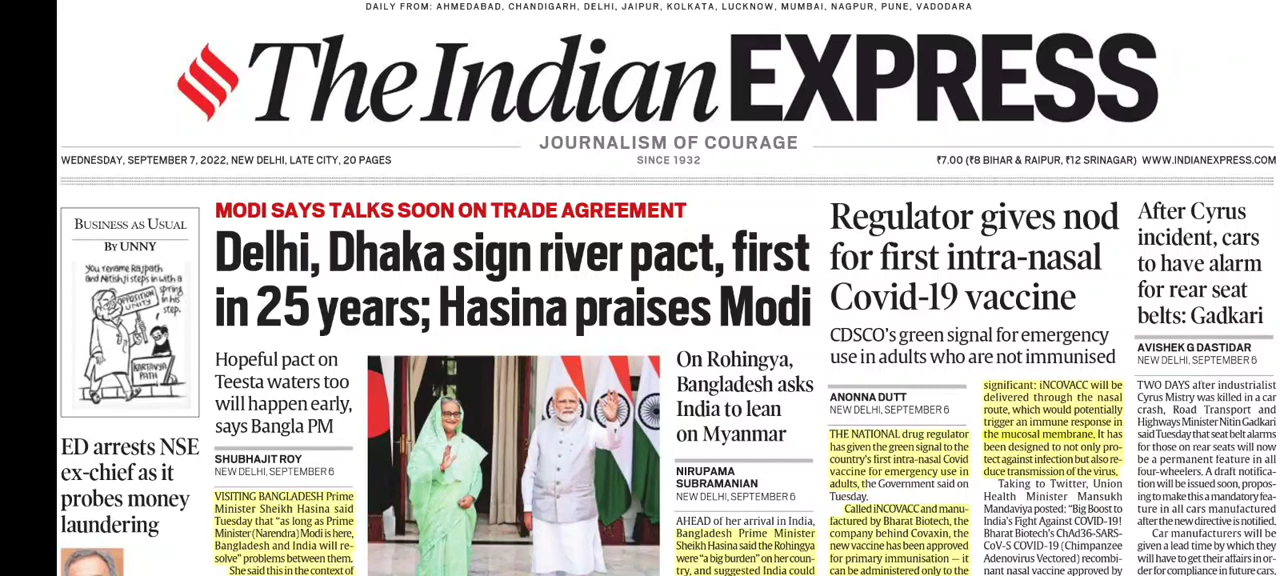 DAILY FROM: AHMEDABAD, CHANDIGARH, DELHI, JAIPUR, KOLKATA, LUCKNOW, MUMBAI, NAGPUR, PUNE, VADODARA
The Indian EXPRESS
JOURNALISM OF COURAGE
WEDNESDAY, SEPTEMBER 7, 2022, NEW DELHI, LATE CITY, 20 PAGES
SINCE 1932
₹7.00 (₹8 BIHAR & RAIPUR, ₹12 SRINAGAR) WWW.INDIANEXPRESS.COM
BUSINESS AS USUAL
BY UNNY
You rename Rajpath
and Netishji steps in with a
spring
in his
step.
OPPOSITION
UNITY
KARTAVYA
PATH
ED arrests NSE
ex-chief as it
probes money
laundering
MODI SAYS TALKS SOON ON TRADE AGREEMENT
Delhi, Dhaka sign river pact, first
in 25 years; Hasina praises Modi
Hopeful pact on
Teesta waters too
will happen early,
says Bangla PM
SHUBHAJIT ROY
NEW DELHI, SEPTEMBER 6
VISITING BANGLADESH Prime
Minister Sheikh Hasina said
Tuesday that “as long as Prime
Minister (Narendra) Modi is here,
Bangladesh and India will re-
solve” problems between them.
She said this in the context of
On Rohingya,
Bangladesh asks
India to lean
on Myanmar
NIRUPAMA
SUBRAMANIAN
NEW DELHI, SEPTEMBER 6
AHEAD of her arrival in India,
Bangladesh Prime Minister
Sheikh Hasina said the Rohingya
were “a big burden” on her coun-
try, and suggested India could
Regulator gives nod
for first intra-nasal
Covid-19 vaccine
CDSCO’s green signal for emergency
use in adults who are not immunised
ANONNA DUTT
NEW DELHI, SEPTEMBER 6
THE NATIONAL drug regulator
has given the green signal to the
country’s first intra-nasal Covid
vaccine for emergency use in
adults, the Government said on
Tuesday.
Called iNCOVACC and manu-
factured by Bharat Biotech, the
company behind Covaxin, the
new vaccine has been approved
for primary immunisation — it
can be administered only to the
significant: iNCOVACC will be
delivered through the nasal
route, which would potentially
trigger an immune response in
the mucosal membrane. It has
been designed to not only pro-
tect against infection but also re-
duce transmission of the virus.
Taking to Twitter, Union
Health Minister Mansukh
Mandaviya posted: “Big Boost to
India’s Fight Against COVID-19!
Bharat Biotech’s ChAd36-SARS-
CoV-S COVID-19 (Chimpanzee
Adenovirus Vectored) recombi-
nant nasal vaccine approved by
After Cyrus
incident, cars
to have alarm
for rear seat
belts: Gadkari
AVISHEK G DASTIDAR
NEW DELHI, SEPTEMBER 6
TWO DAYS after industrialist
Cyrus Mistry was killed in a car
crash, Road Transport and
Highways Minister Nitin Gadkari
said Tuesday that seat belt alarms
for those on rear seats will now
be a permanent feature in all
four-wheelers. A draft notifica-
tion will be issued soon, propos-
ing to make this a mandatory fea-
ture in all cars manufactured
after the new directive is notified.
Car manufacturers will be
given a lead time by which they
will have to get their affairs in or-
der for compliance in future cars.